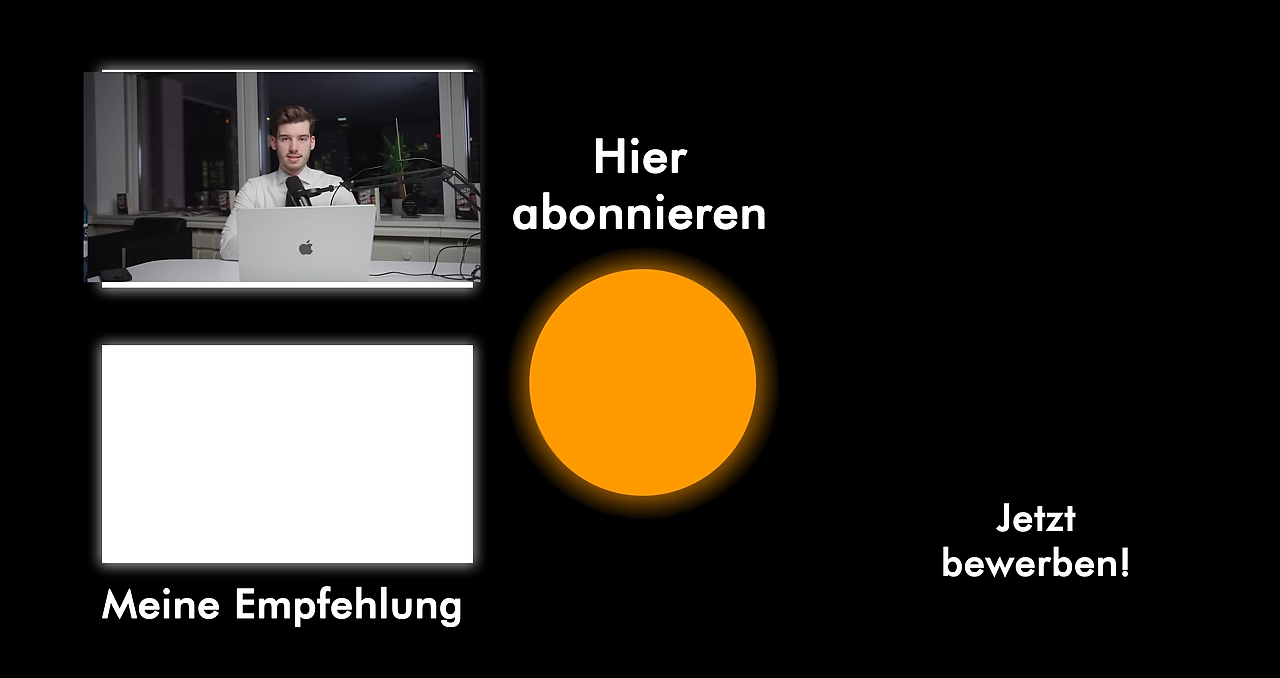 Hier
abonnieren
Jetzt
bewerben!
Meine Empfehlung